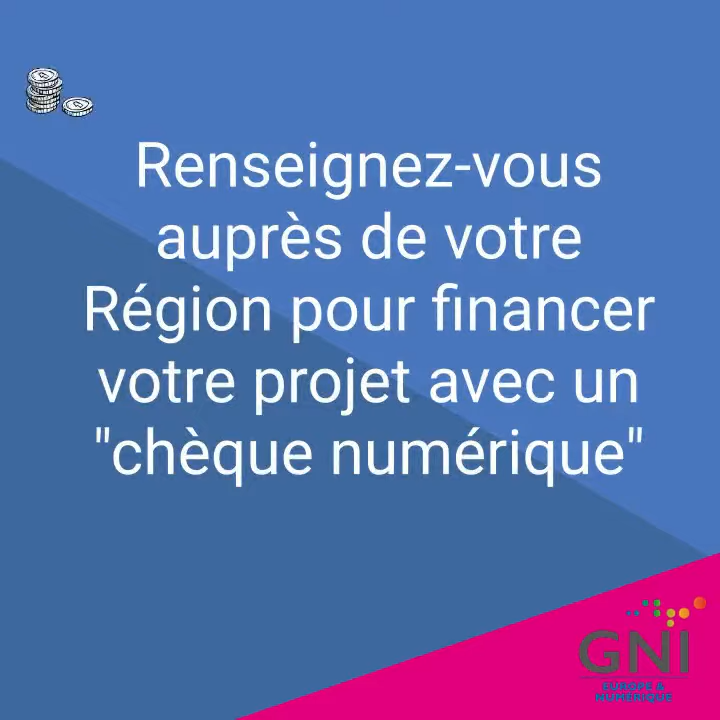 Renseignez-vous
auprès de votre
Région pour financer
votre projet avec un
"chèque numérique"
GNI
EUROPE &
NUMÉRIQUE